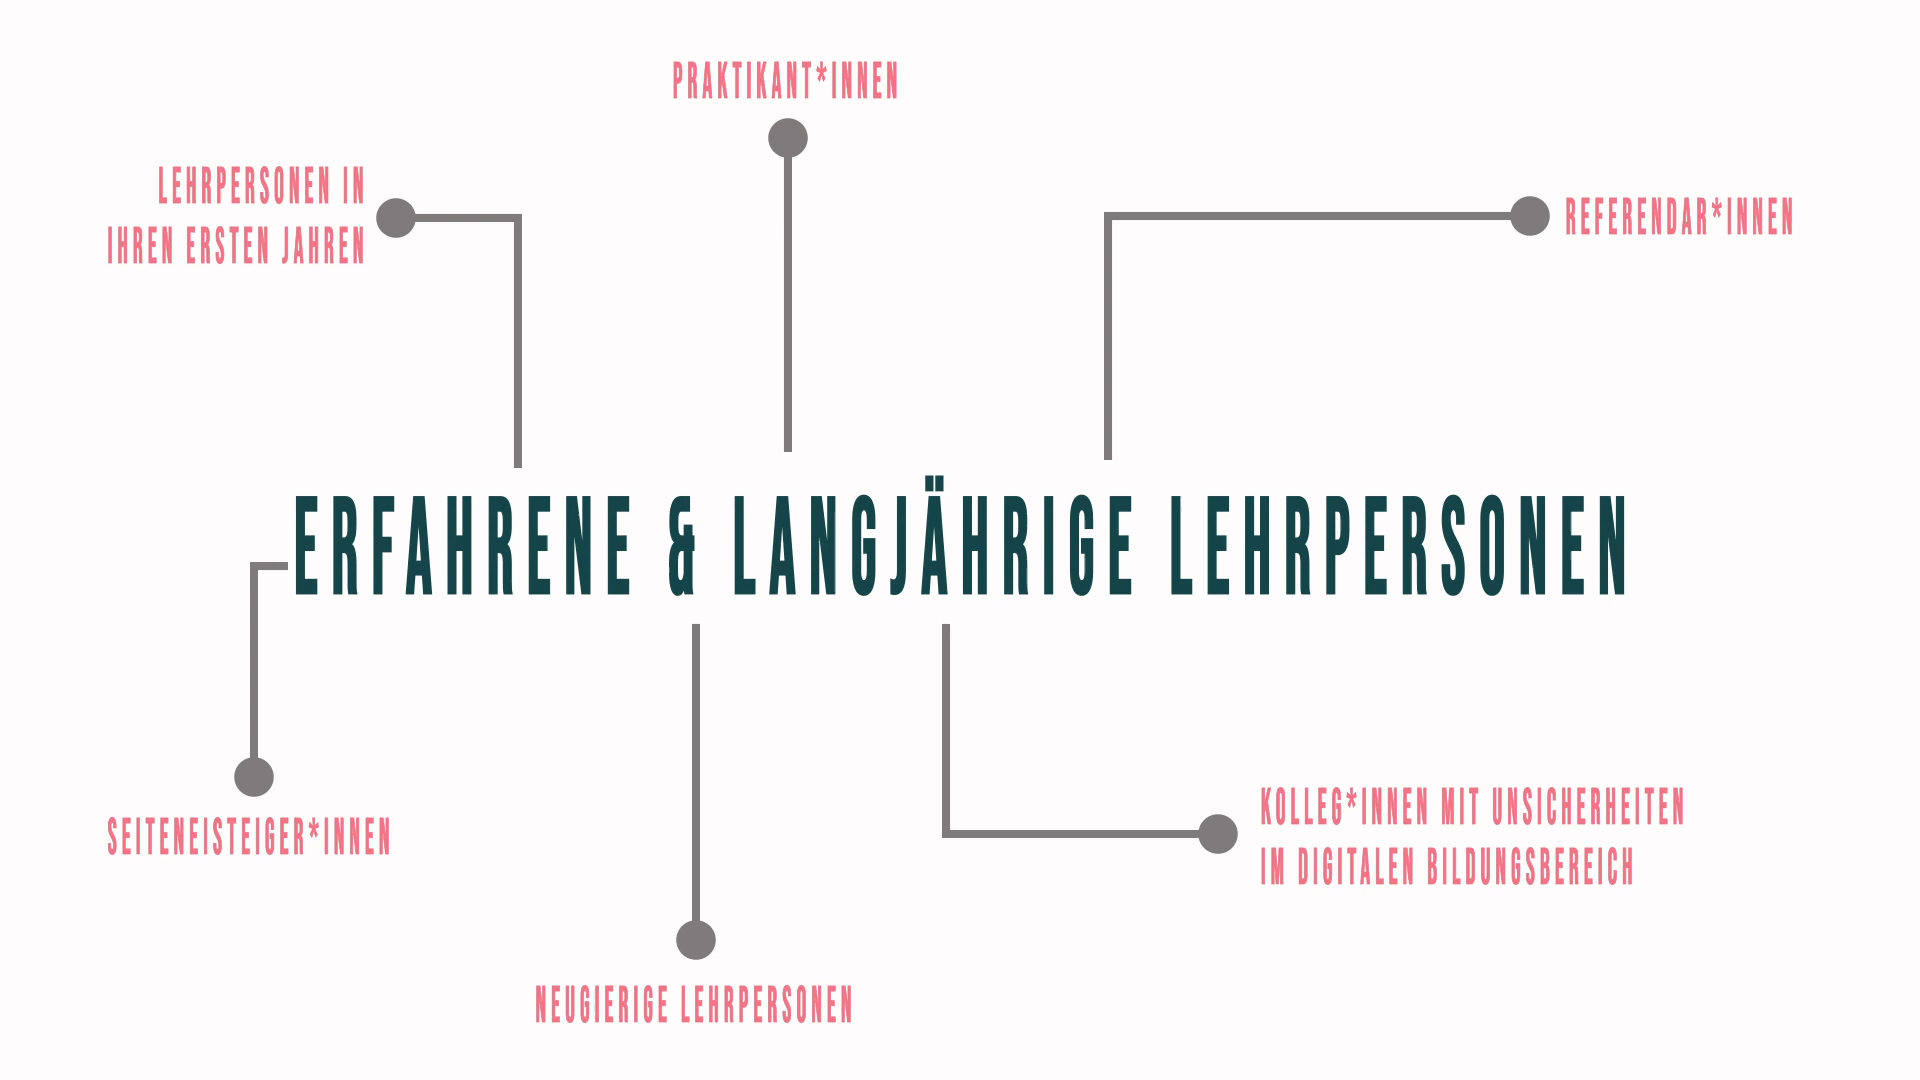 PRAKTIKANT*INNEN
LEHRPERSONEN IN
IHREN ERSTEN JAHREN
REFERENDAR*INNEN
ERFAHRENE & LANGJÄHRIGE LEHRPERSONEN
SEITENEISTEIGER*INNEN
KOLLEG*INNEN MIT UNSICHERHEITEN
IM DIGITALEN BILDUNGSBEREICH
NEUGIERIGE LEHRPERSONEN